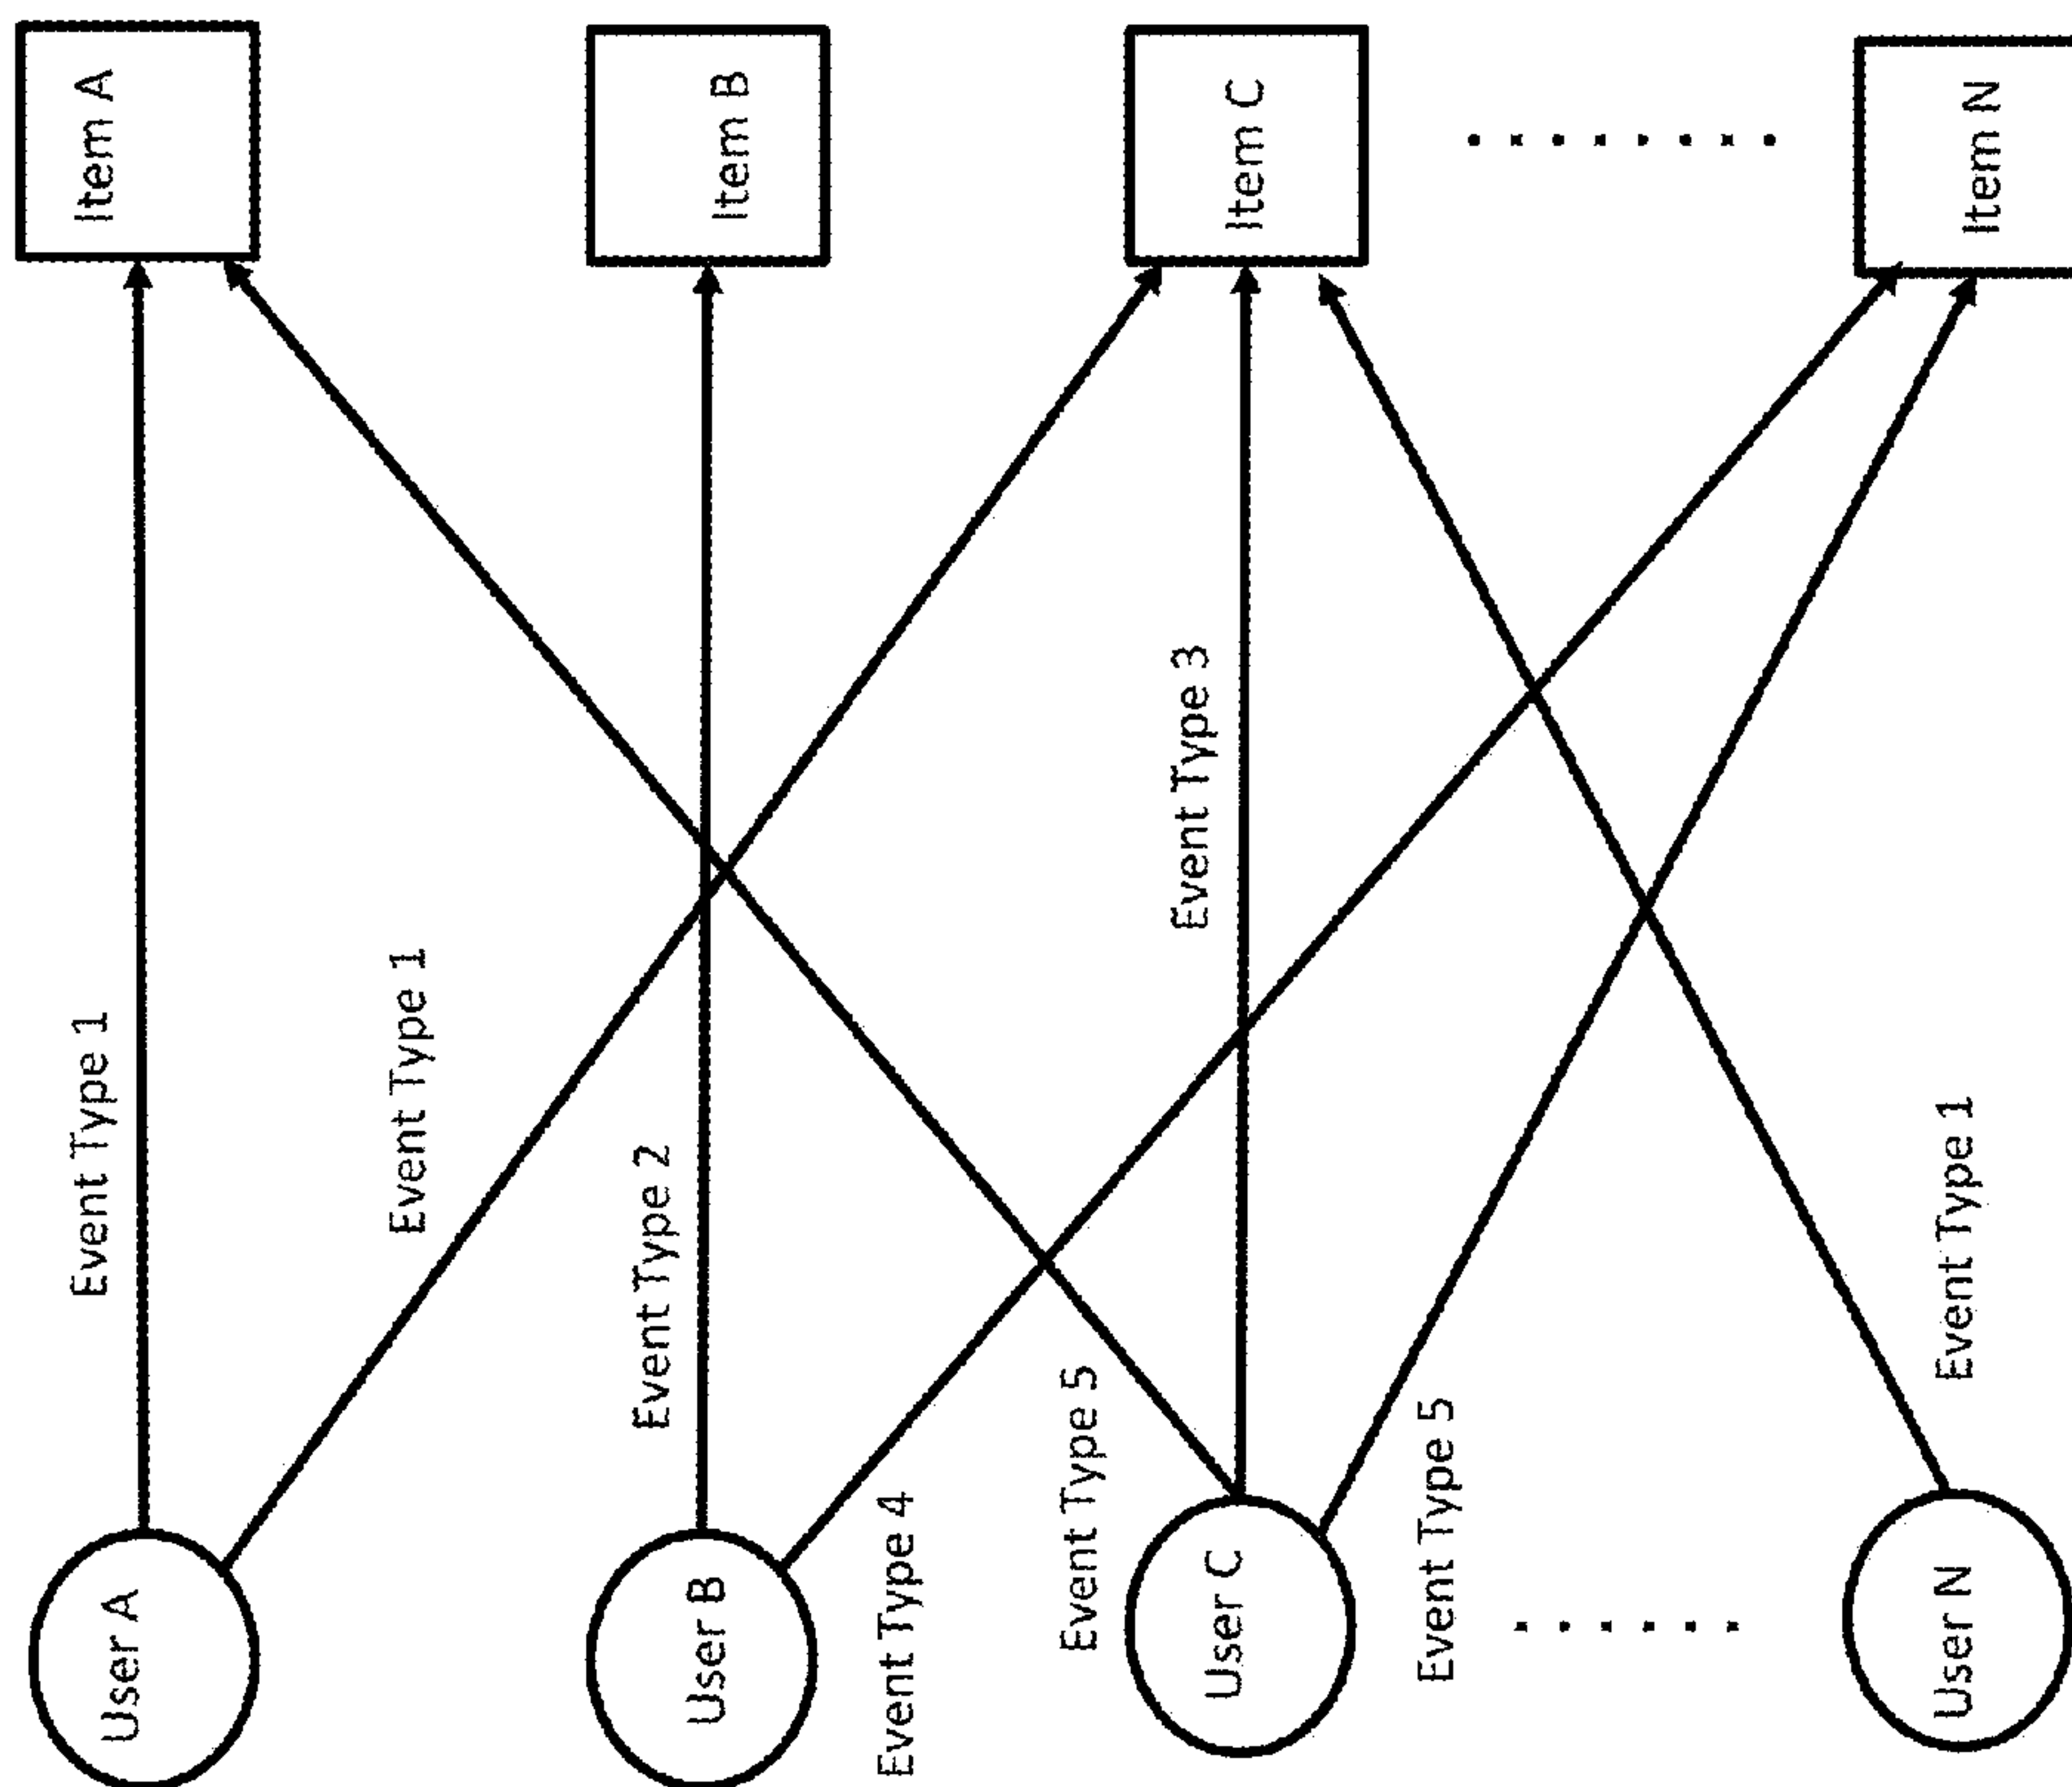 User A
Event Type 1
Item A
Event Type 1
User B
Event Type 2
Item B
Event Type 4
Event Type 5
User C
Event Type 3
Item C
Event Type 5
User N
Event Type 1
Item N